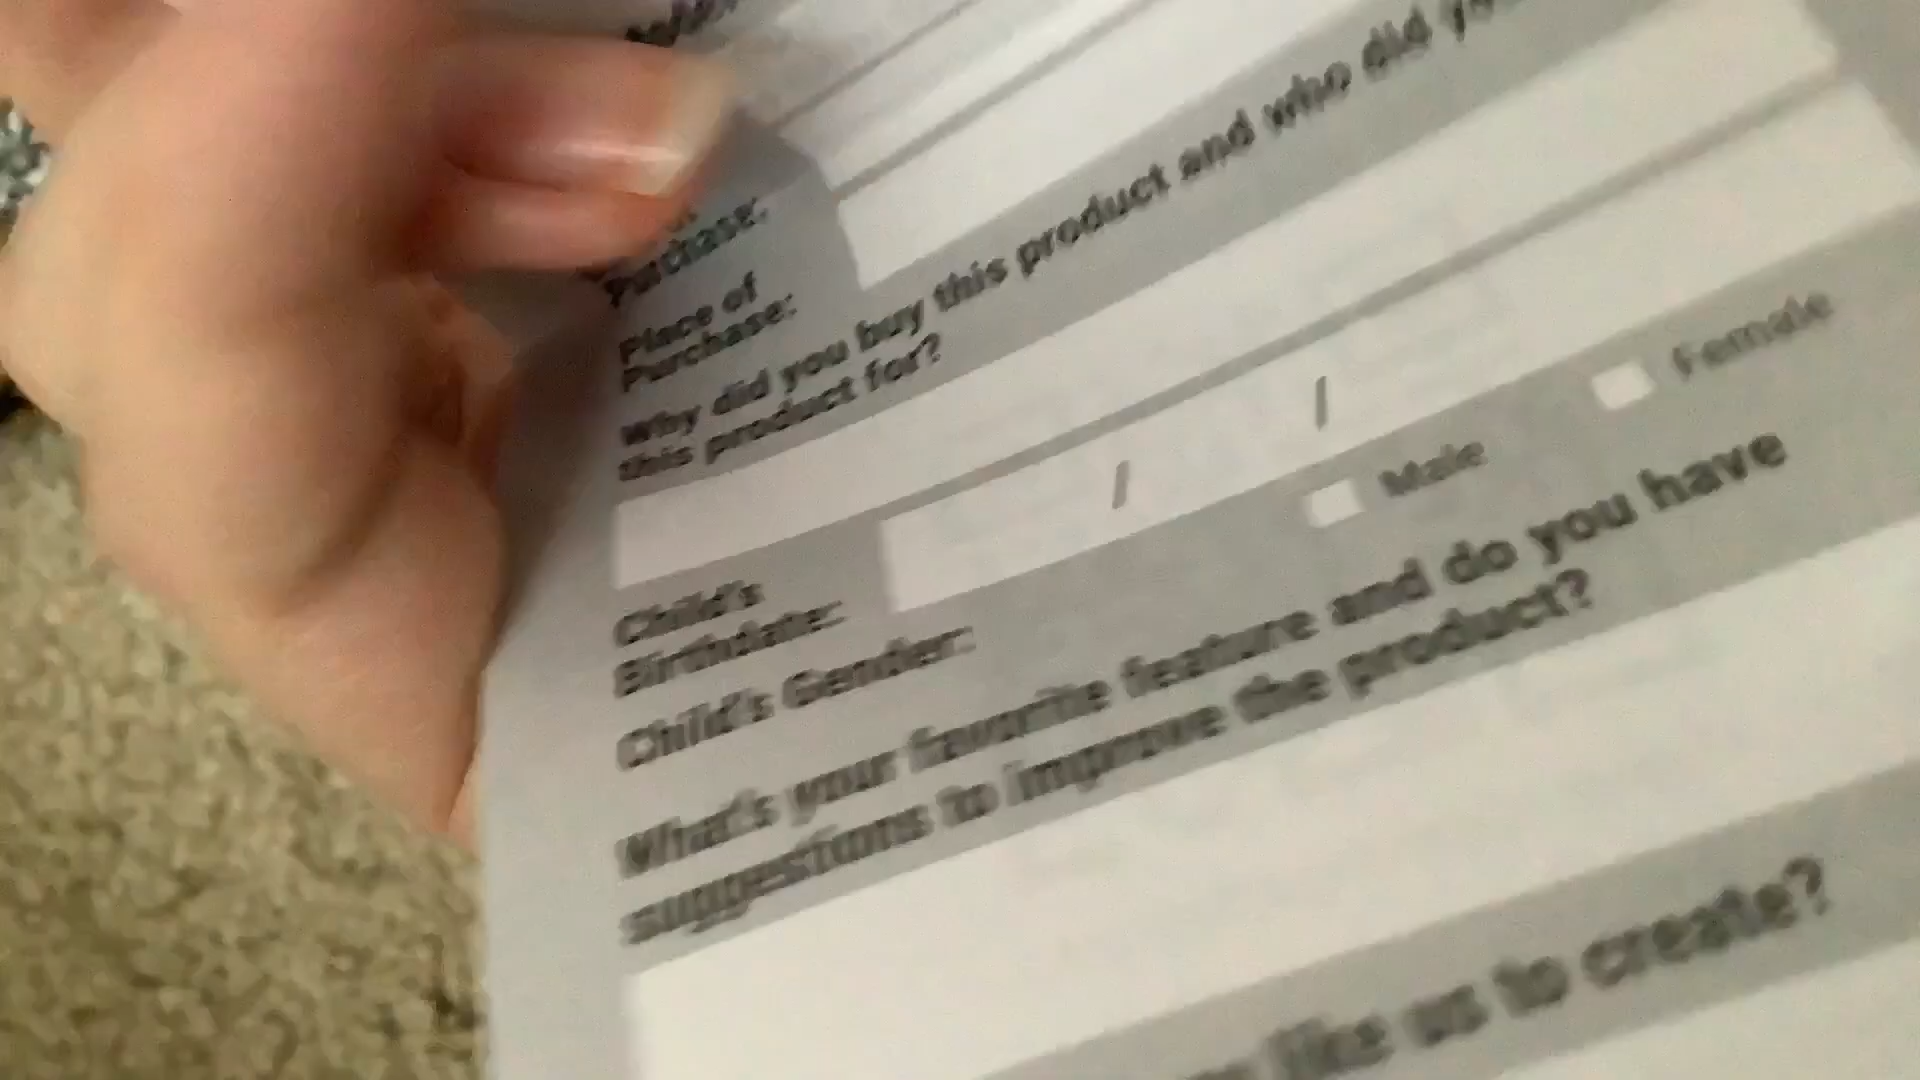 Purchase:
Place of
Purchase:
Why did you buy this product and who did
this product for?
/ /
Child's
Birthdate:
Child's Gender: Male Female
What's your favorite feature and do you have
suggestions to improve the product?
like us to create?